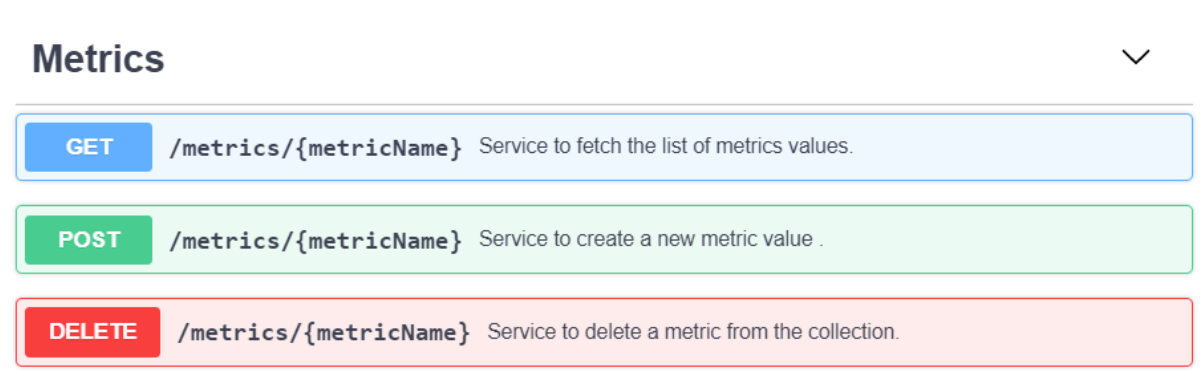 Metrics
GET /metrics/{metricName} Service to fetch the list of metrics values.
POST /metrics/{metricName} Service to create a new metric value .
DELETE /metrics/{metricName} Service to delete a metric from the collection.